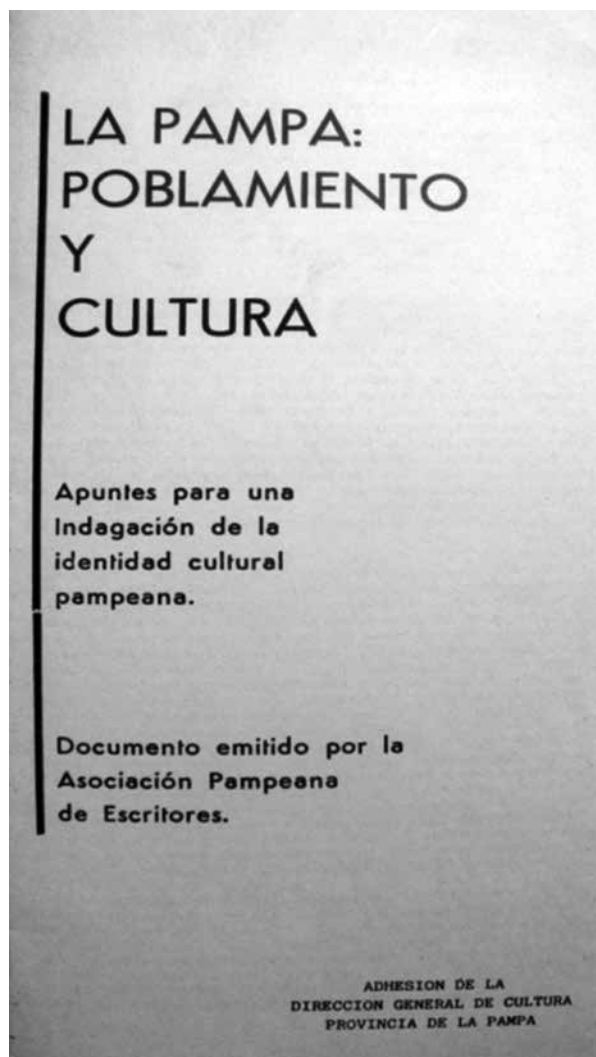 LA PAMPA:
POBLAMIENTO
Y
CULTURA
Apuntes para una
Indagación de la
identidad cultural
pampeana.
Documento emitido por la
Asociación Pampeana
de Escritores.
ADHESION DE LA
DIRECCION GENERAL DE CULTURA
PROVINCIA DE LA PAMPA